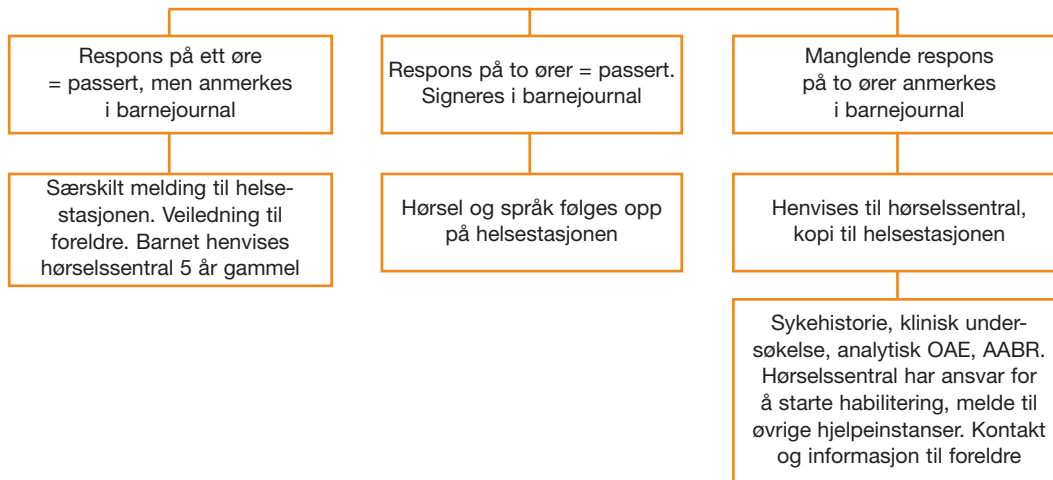 Respons på ett øre
= passert, men anmerkes
i barnejournal
Særskilt melding til helse-
stasjonen. Veiledning til
foreldre. Barnet henvises
hørselssentral 5 år gammel
Respons på to ører = passert.
Signeres i barnejournal
Hørsel og språk følges opp
på helsestasjonen
Manglende respons
på to ører anmerkes
i barnejournal
Henvises til hørselssentral,
kopi til helsestasjonen
Sykehistorie, klinisk under-
søkelse, analytisk OAE, AABR.
Hørselssentral har ansvar for
å starte habilitering, melde til
øvrige hjelpeinstanser. Kontakt
og informasjon til foreldre